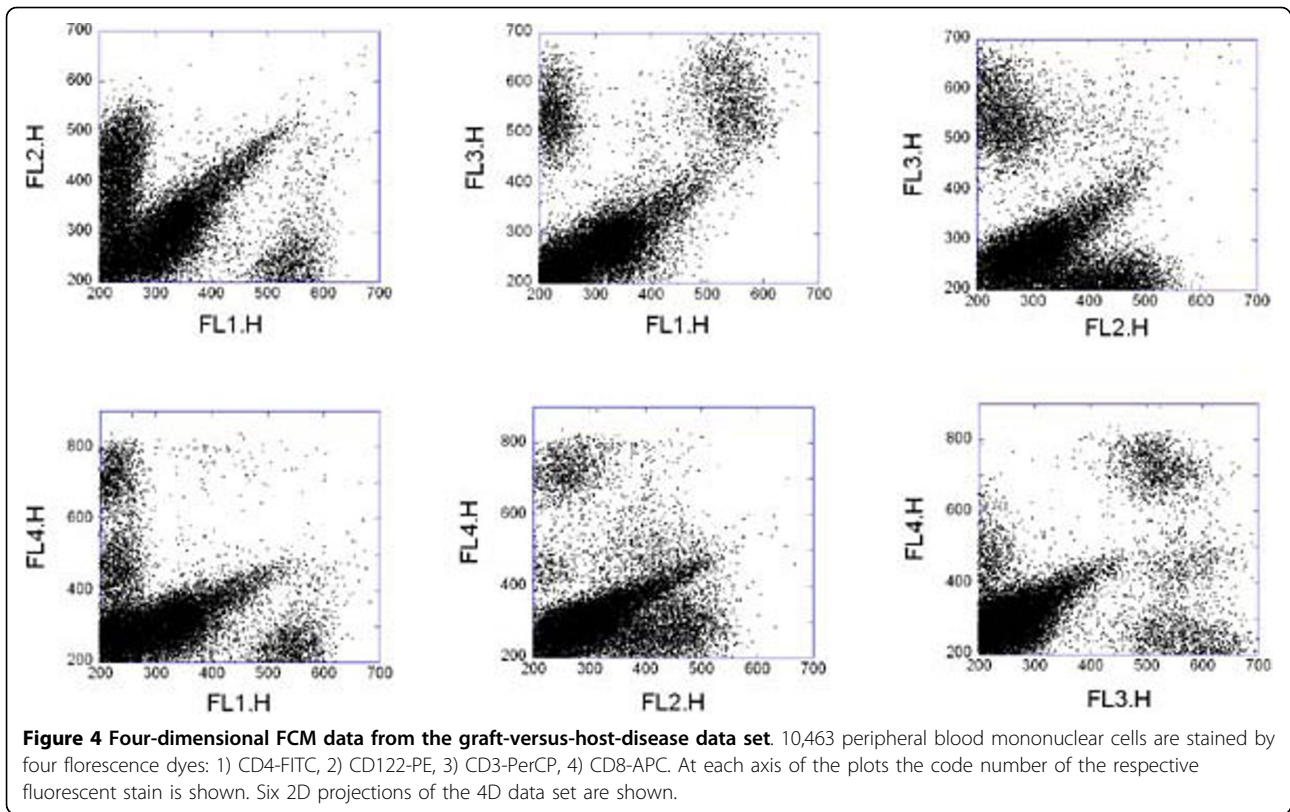 700
600
500
400
300
200
FL2.H
200 300 400 500 600 700
FL1.H
700
600
500
400
300
200
FL3.H
200 300 400 500 600 700
FL1.H
700
600
500
400
300
200
FL3.H
200 300 400 500 600 700
FL2.H
800
600
400
200
FL4.H
200 300 400 500 600 700
FL1.H
800
600
400
200
FL4.H
200 300 400 500 600 700
FL2.H
800
600
400
200
FL4.H
200 300 400 500 600 700
FL3.H
Figure 4 Four-dimensional FCM data from the graft-versus-host-disease data set. 10,463 peripheral blood mononuclear cells are stained by
four florescence dyes: 1) CD4-FITC, 2) CD122-PE, 3) CD3-PerCP, 4) CD8-APC. At each axis of the plots the code number of the respective
fluorescent stain is shown. Six 2D projections of the 4D data set are shown.